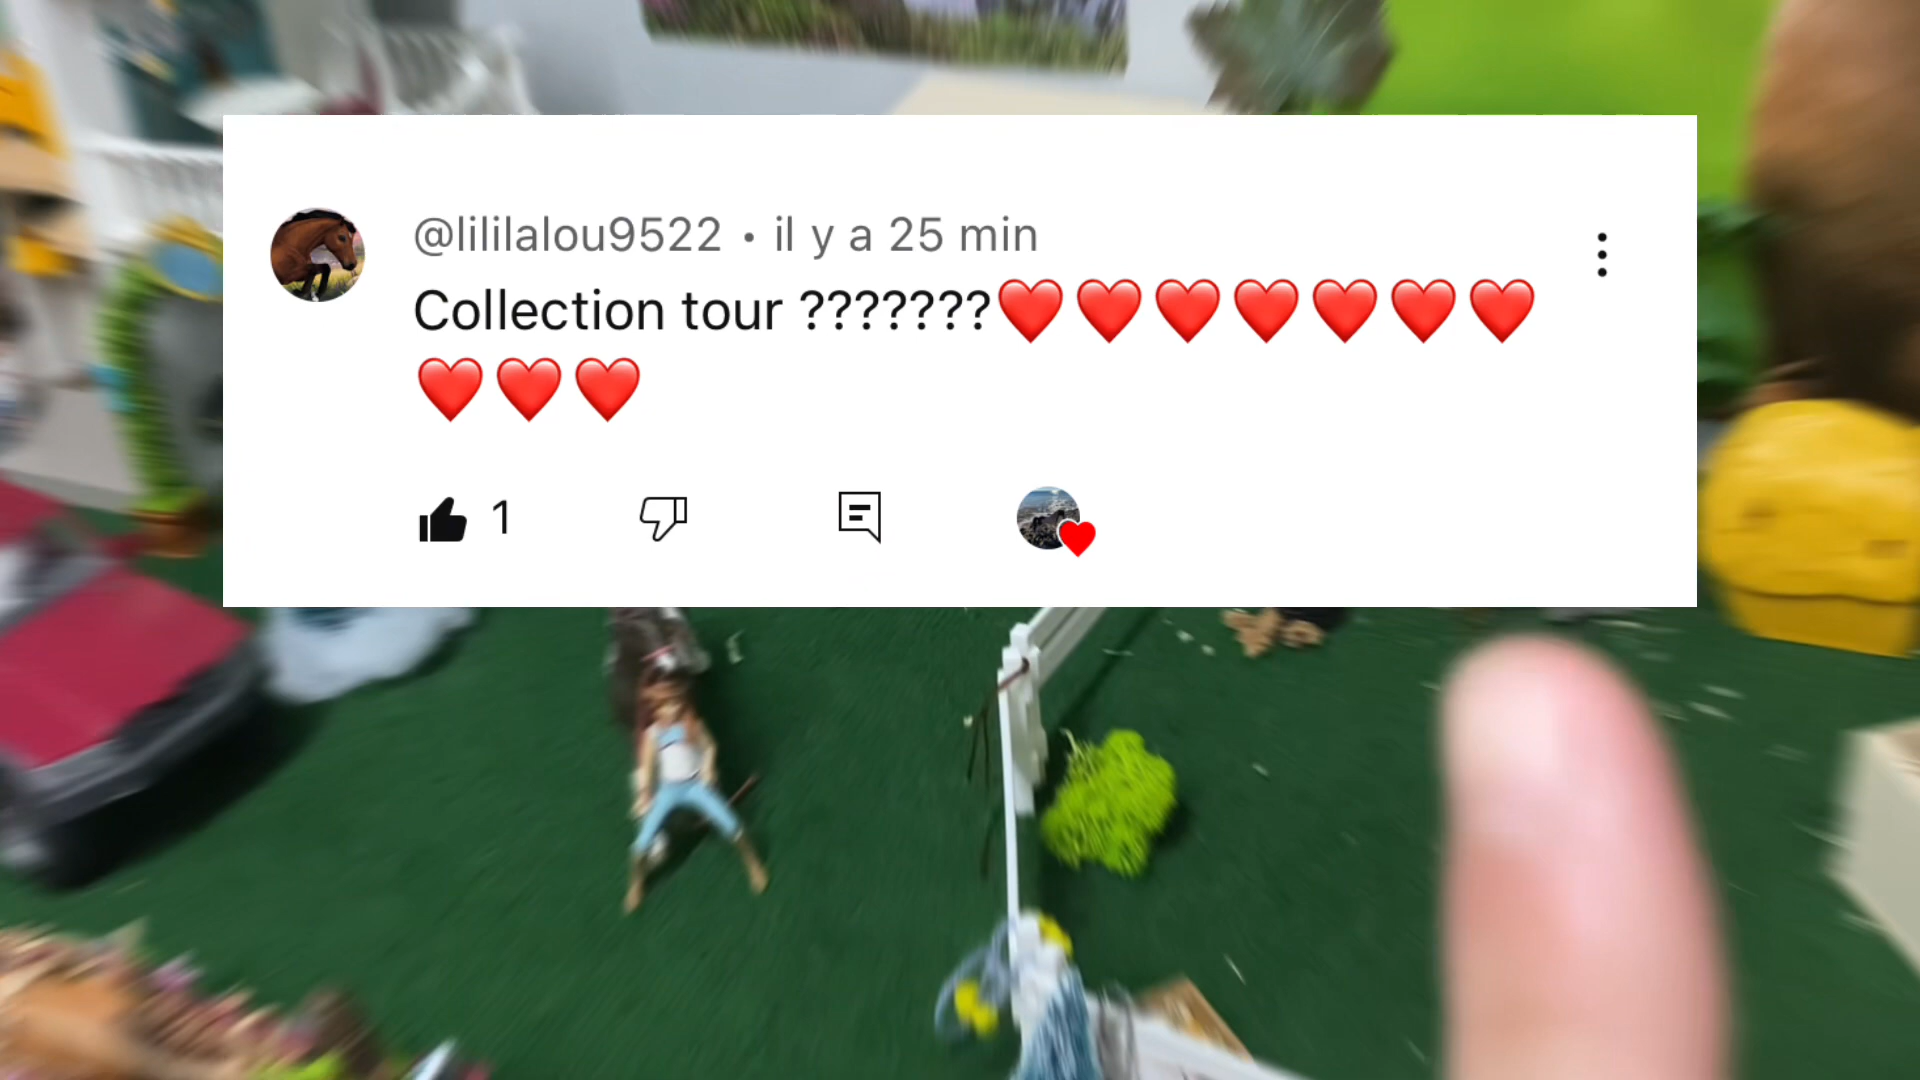 @lililalou9522 • il y a 25 min
Collection tour ???????❤️❤️❤️❤️❤️❤️❤️
❤️❤️❤️
1